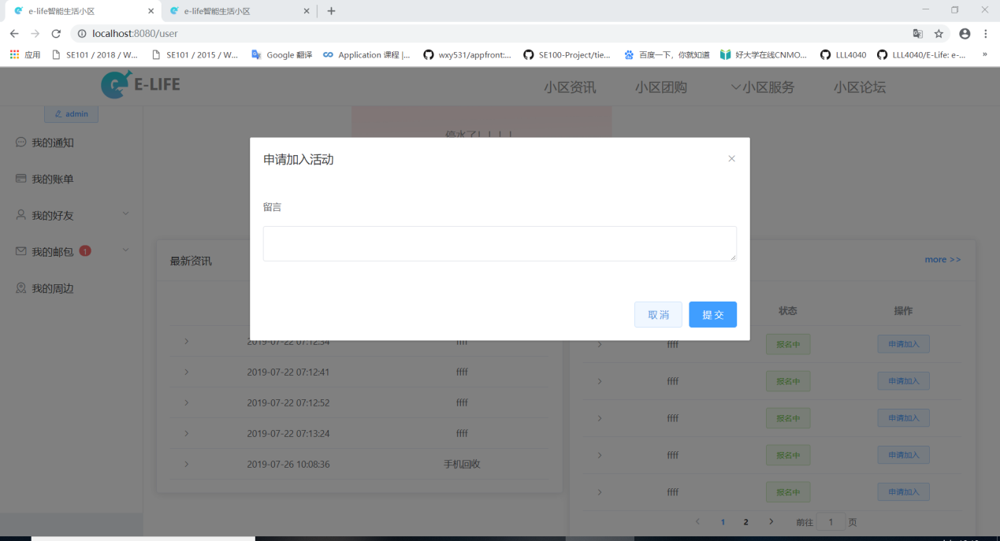 e-life智能生活小区
e-life智能生活小区
localhost:8080/user
应用
SE101 / 2018 / W...
SE101 / 2015 / W...
Google 翻译
Application 课程 |...
wxy531/appfront:...
SE100-Project/tie...
百度一下，你就知道
好大学在线CNMO...
LLL4040
LLL4040/E-Life: e-...
»
E-LIFE
小区资讯
小区团购
小区服务
小区论坛
admin
停水了！！！！
我的通知
我的账单
我的好友
我的邮包 1
我的周边
申请加入活动
留言
取消
提交
最新资讯
more >>
状态
操作
2019-07-22 07:12:34 ffff
2019-07-22 07:12:41 ffff
2019-07-22 07:12:52 ffff
2019-07-22 07:13:24 ffff
2019-07-26 10:08:36 手机回收
ffff 报名中 申请加入
ffff 报名中 申请加入
ffff 报名中 申请加入
ffff 报名中 申请加入
ffff 报名中 申请加入
1 2 前往 1 页